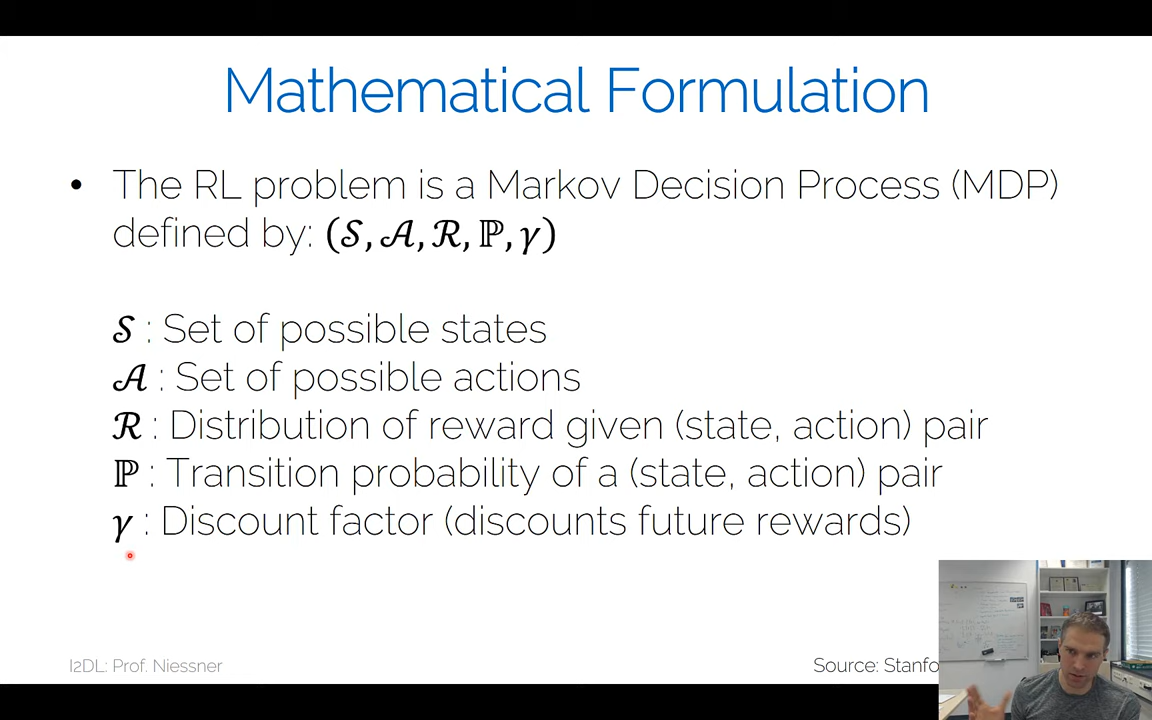 Mathematical Formulation
• The RL problem is a Markov Decision Process (MDP)
defined by: (𝒮, 𝒜, ℛ, ℙ, γ)
𝒮 : Set of possible states
𝒜 : Set of possible actions
ℛ : Distribution of reward given (state, action) pair
ℙ : Transition probability of a (state, action) pair
γ : Discount factor (discounts future rewards)
I2DL: Prof. Niessner
Source: Stanfo